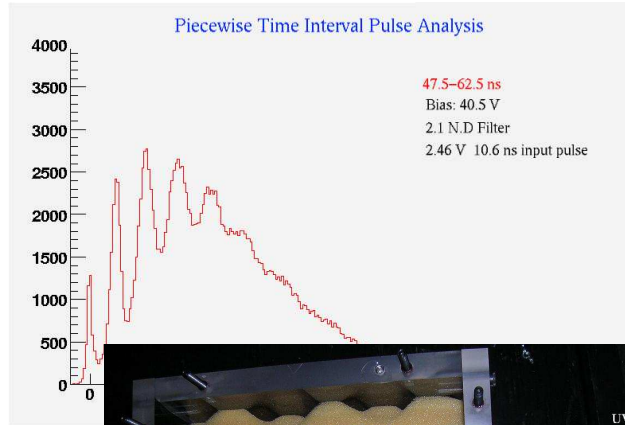 Piecewise Time Interval Pulse Analysis
4000
47.5–62.5 ns
3500
Bias: 40.5 V
3000
2.1 N.D Filter
2.46 V 10.6 ns input pulse
2500
2000
1500
1000
500
0
0
UV